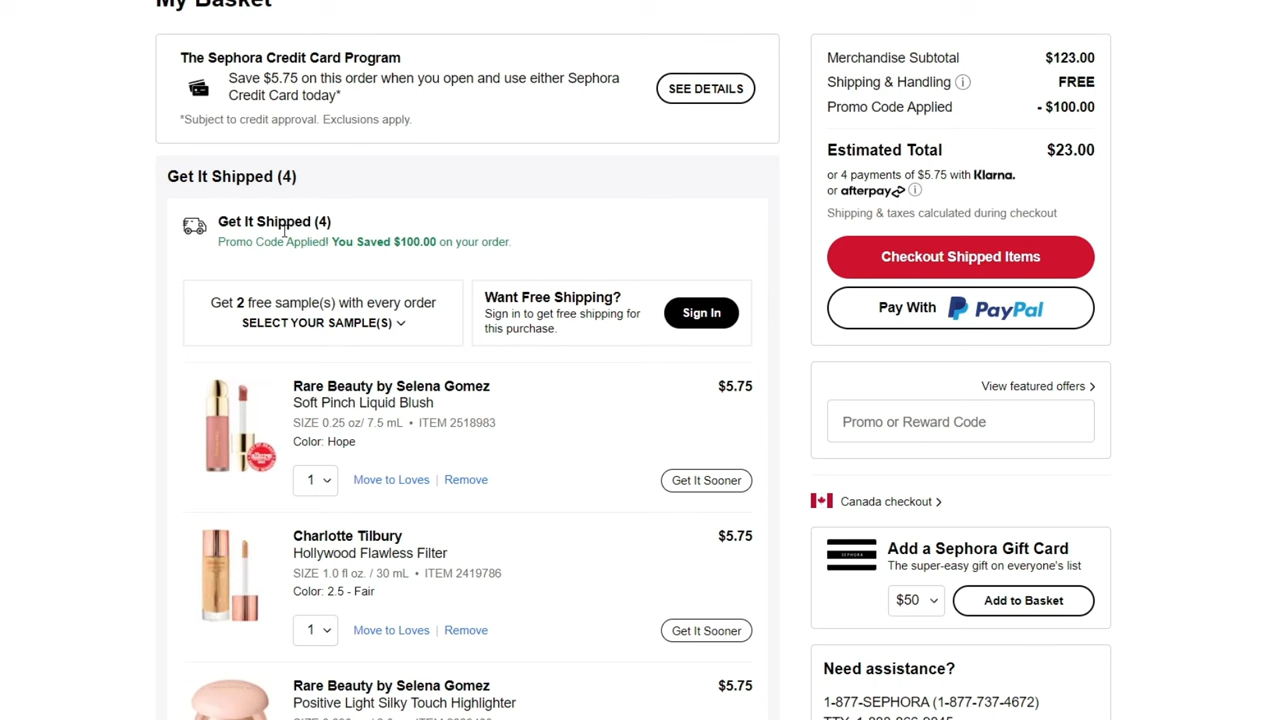 My Basket
The Sephora Credit Card Program
Save $5.75 on this order when you open and use either Sephora
Credit Card today*
SEE DETAILS
*Subject to credit approval. Exclusions apply.
Get It Shipped (4)
Get It Shipped (4)
Promo Code Applied! You Saved $100.00 on your order.
Get 2 free sample(s) with every order
SELECT YOUR SAMPLE(S)
Want Free Shipping?
Sign in to get free shipping for
this purchase.
Sign In
Rare Beauty by Selena Gomez
$5.75
Soft Pinch Liquid Blush
SIZE 0.25 oz/ 7.5 mL • ITEM 2518983
Color: Hope
1
Move to Loves | Remove
Get It Sooner
Charlotte Tilbury
$5.75
Hollywood Flawless Filter
SIZE 1.0 fl oz. / 30 mL • ITEM 2419786
Color: 2.5 - Fair
1
Move to Loves | Remove
Get It Sooner
Rare Beauty by Selena Gomez
$5.75
Positive Light Silky Touch Highlighter
Merchandise Subtotal $123.00
Shipping & Handling FREE
Promo Code Applied - $100.00
Estimated Total $23.00
or 4 payments of $5.75 with Klarna.
or afterpay
Shipping & taxes calculated during checkout
Checkout Shipped Items
Pay With PayPal
View featured offers
Promo or Reward Code
Canada checkout
SEPHORA
Add a Sephora Gift Card
The super-easy gift on everyone's list
$50
Add to Basket
Need assistance?
1-877-SEPHORA (1-877-737-4672)